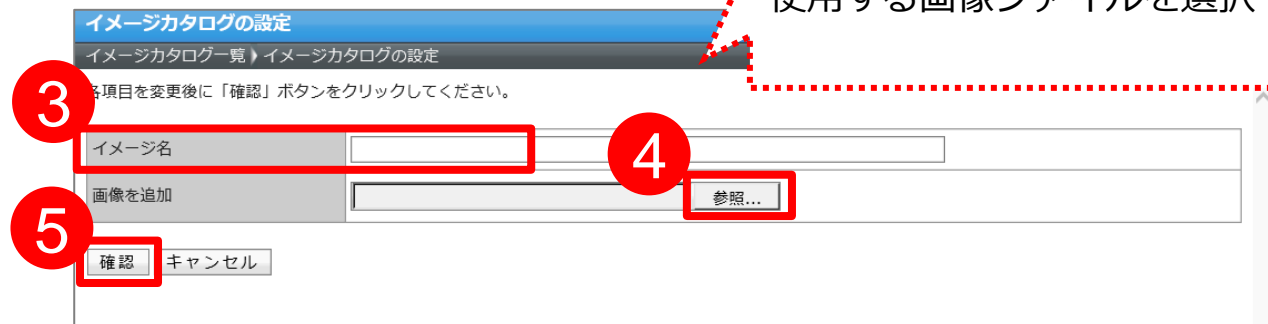 使用する画像ファイルを選択
イメージカタログの設定
イメージカタログ一覧 イメージカタログの設定
各項目を変更後に「確認」ボタンをクリックしてください。
3
イメージ名
4
画像を追加
参照...
5
確認 キャンセル